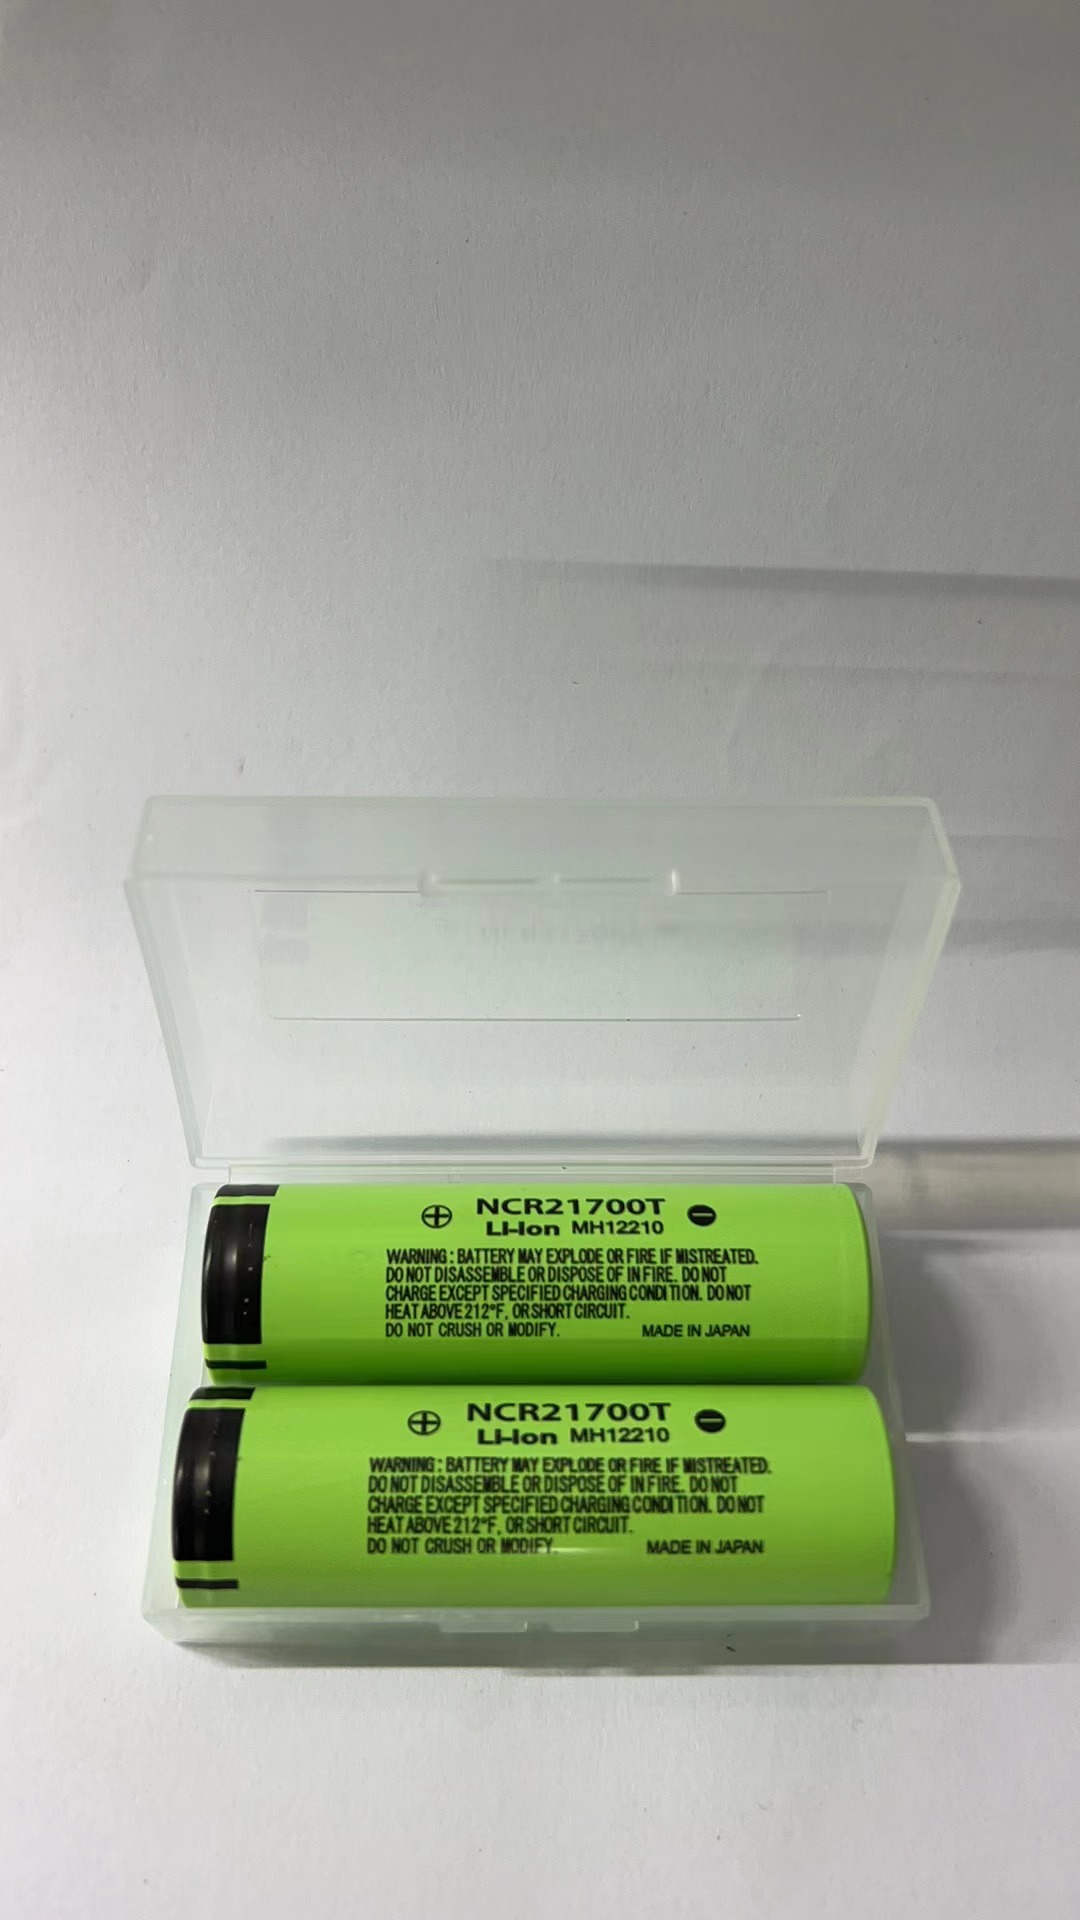 ⊕ NCR21700T ⊖
Li-Ion MH12210
WARNING : BATTERY MAY EXPLODE OR FIRE IF MISTREATED.
DO NOT DISASSEMBLE OR DISPOSE OF IN FIRE. DO NOT
CHARGE EXCEPT SPECIFIED CHARGING CONDITION. DO NOT
HEAT ABOVE 212°F, OR SHORT CIRCUIT.
DO NOT CRUSH OR MODIFY. MADE IN JAPAN
⊕ NCR21700T ⊖
Li-Ion MH12210
WARNING : BATTERY MAY EXPLODE OR FIRE IF MISTREATED.
DO NOT DISASSEMBLE OR DISPOSE OF IN FIRE. DO NOT
CHARGE EXCEPT SPECIFIED CHARGING CONDITION. DO NOT
HEAT ABOVE 212°F, OR SHORT CIRCUIT.
DO NOT CRUSH OR MODIFY. MADE IN JAPAN